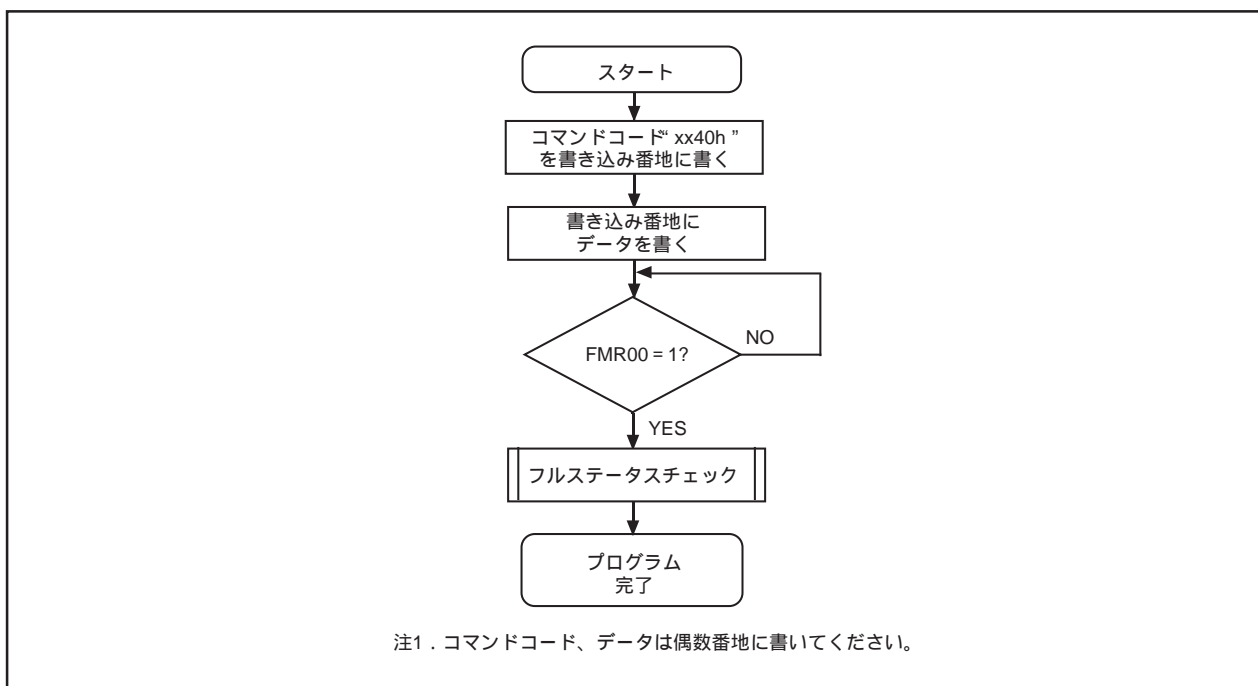 スタート
コマンドコード“ xx40h ”
を書き込み番地に書く
書き込み番地に
データを書く
FMR00 = 1?
NO
YES
フルステータスチェック
プログラム
完了
注1．コマンドコード、データは偶数番地に書いてください。